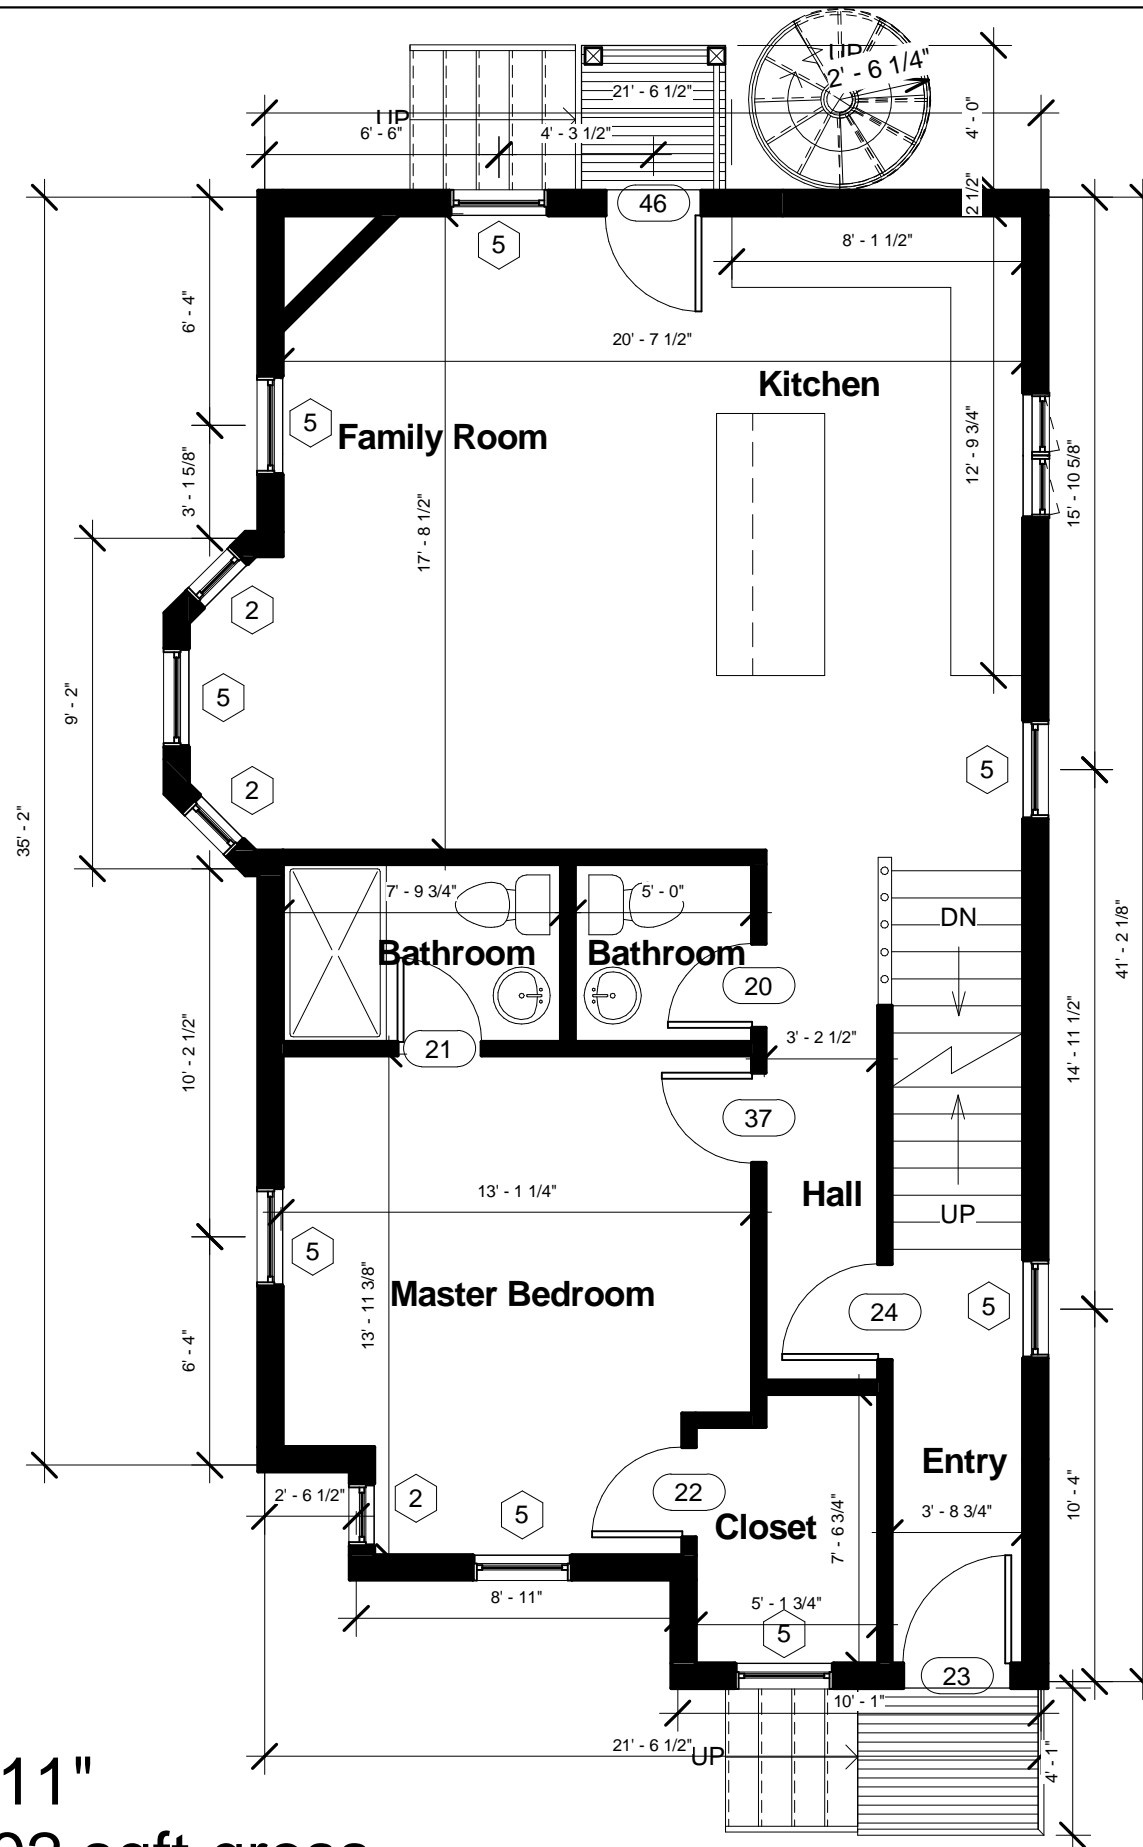 UP
2' - 6 1/4"
21' - 6 1/2"
4' - 0"
UP
6' - 6"
4' - 3 1/2"
2 1/2"
46
5
8' - 1 1/2"
6' - 4"
20' - 7 1/2"
Kitchen
5
Family Room
12' - 9 3/4"
3' - 1 5/8"
15' - 10 5/8"
17' - 8 1/2"
2
5
9' - 2"
5
2
35' - 2"
7' - 9 3/4"
5' - 0"
DN
41' - 2 1/8"
Bathroom
Bathroom
20
10' - 2 1/2"
21
3' - 2 1/2"
14' - 11 1/2"
37
13' - 1 1/4"
Hall
UP
5
13' - 11 3/8"
Master Bedroom
24
5
6' - 4"
Entry
2' - 6 1/2"
2
5
22
Closet
7' - 6 3/4"
3' - 8 3/4"
10' - 4"
8' - 11"
5' - 1 3/4"
5
23
10' - 1"
21' - 6 1/2"
UP
4' - 1"
11"